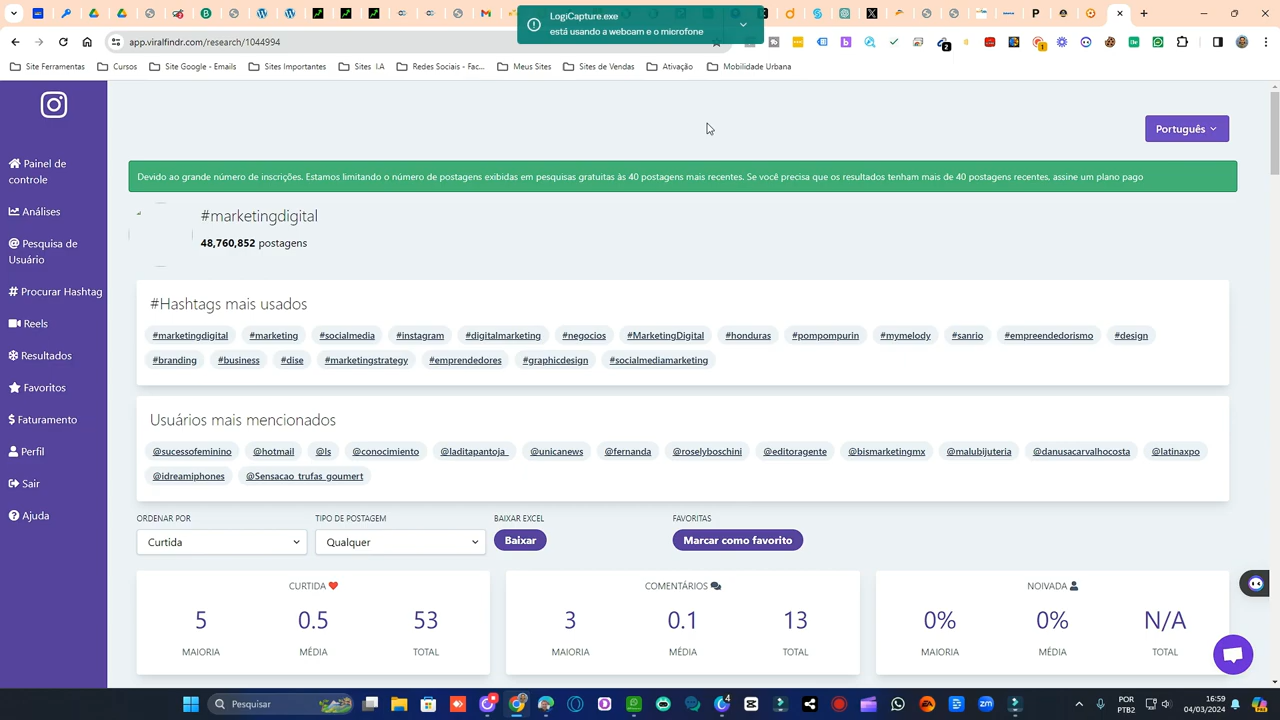 LogiCapture.exe
está usando a webcam e o microfone
app.viralfindr.com/research/1044994
Site Ferramentas
Cursos
Site Google - Emails
Sites Importantes
Sites I.A
Redes Sociais - Fac...
Meus Sites
Sites de Vendas
Ativação
Mobilidade Urbana
Português
Painel de
controle
Análises
Pesquisa de
Usuário
# Procurar Hashtag
Reels
Resultados
Favoritos
$ Faturamento
Perfil
Sair
Ajuda
Devido ao grande número de inscrições. Estamos limitando o número de postagens exibidas em pesquisas gratuitas às 40 postagens mais recentes. Se você precisa que os resultados tenham mais de 40 postagens recentes, assine um plano pago
#marketingdigital
48,760,852 postagens
#Hashtags mais usados
#marketingdigital #marketing #socialmedia #instagram #digitalmarketing #negocios #MarketingDigital #honduras #pompompurin #mymelody #sanrio #empreendedorismo #design
#branding #business #dise #marketingstrategy #emprendedores #graphicdesign #socialmediamarketing
Usuários mais mencionados
@sucessofeminino @hotmail @ls @conocimiento @laditapantoja_ @unicanews @fernanda @roselyboschini @editoragente @bismarketingmx @malubijuteria @danusacarvalhocosta @latinaxpo
@idreamiphones @Sensacao_trufas_goumert
ORDENAR POR
TIPO DE POSTAGEM
BAIXAR EXCEL
FAVORITAS
Curtida
Qualquer
Baixar
Marcar como favorito
CURTIDA
5 0.5 53
MAIORIA MÉDIA TOTAL
COMENTÁRIOS
3 0.1 13
MAIORIA MÉDIA TOTAL
NOIVADA
0% 0% N/A
MAIORIA MÉDIA TOTAL
Pesquisar
POR
PTB2
16:59
04/03/2024